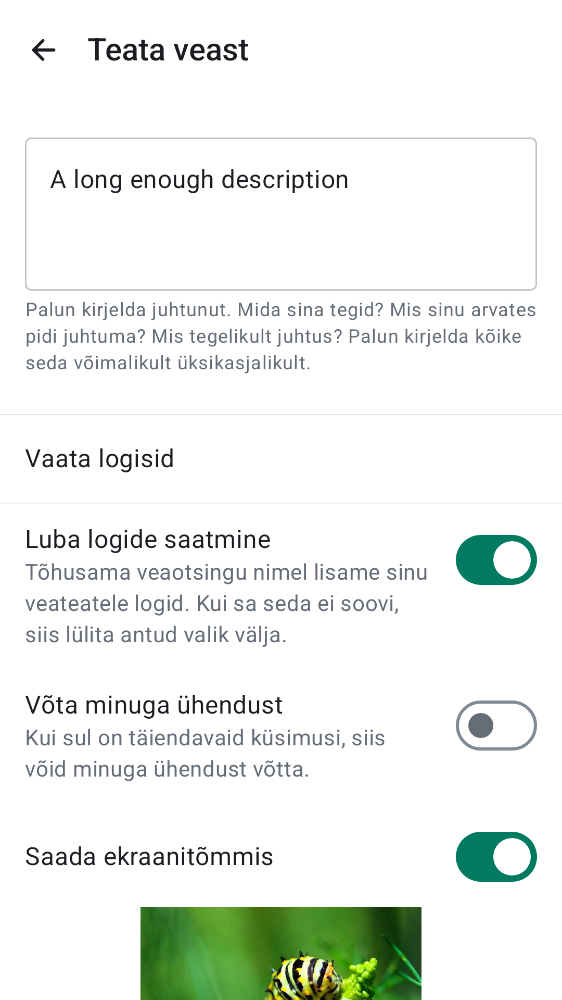 Teata veast
A long enough description
Palun kirjelda juhtunut. Mida sina tegid? Mis sinu arvates
pidi juhtuma? Mis tegelikult juhtus? Palun kirjelda kõike
seda võimalikult üksikasjalikult.
Vaata logisid
Luba logide saatmine
Tõhusama veaotsingu nimel lisame sinu
veateatele logid. Kui sa seda ei soovi,
siis lülita antud valik välja.
Võta minuga ühendust
Kui sul on täiendavaid küsimusi, siis
võid minuga ühendust võtta.
Saada ekraanitõmmis